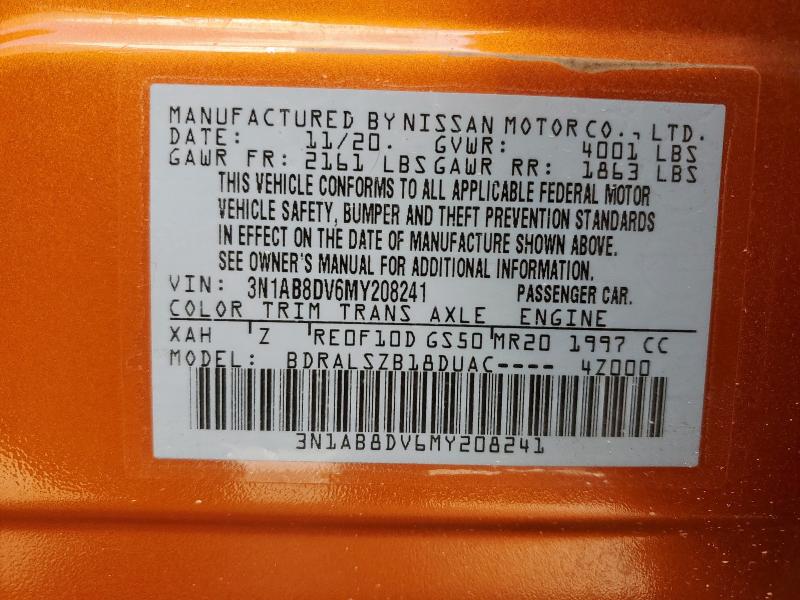 MANUFACTURED BY NISSAN MOTOR CO., LTD.
DATE: 11/20. GVWR: 4001 LBS
GAWR FR: 2161 LBS GAWR RR: 1863 LBS
THIS VEHICLE CONFORMS TO ALL APPLICABLE FEDERAL MOTOR
VEHICLE SAFETY, BUMPER AND THEFT PREVENTION STANDARDS
IN EFFECT ON THE DATE OF MANUFACTURE SHOWN ABOVE.
SEE OWNER'S MANUAL FOR ADDITIONAL INFORMATION.
VIN: 3N1AB8DV6MY208241 PASSENGER CAR.
COLOR TRIM TRANS AXLE ENGINE
XAH Z RE0F10D GS50 MR20 1997 CC
MODEL: BDRALSZB18DUAC---- 4Z000
3N1AB8DV6MY208241